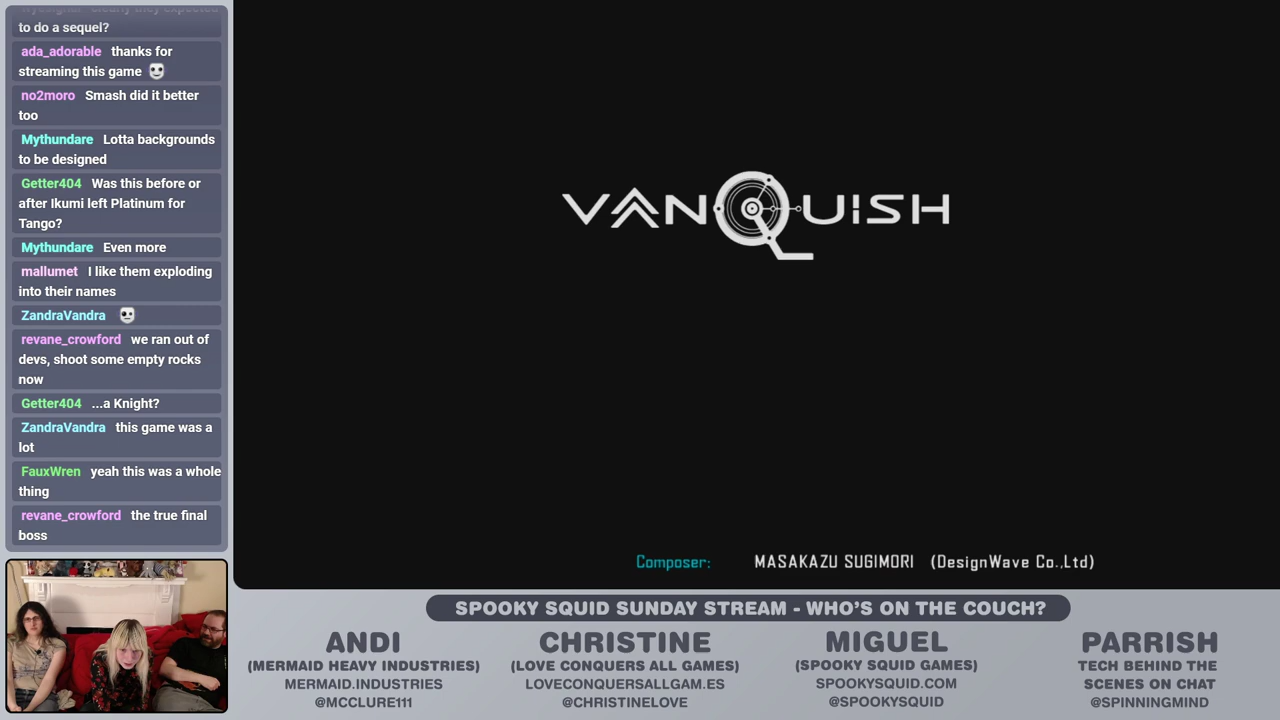 to do a sequel?
ada_adorable thanks for
streaming this game
no2moro Smash did it better
too
Mythundare Lotta backgrounds
to be designed
Getter404 Was this before or
after Ikumi left Platinum for
Tango?
Mythundare Even more
mallumet I like them exploding
into their names
ZandraVandra
revane_crowford we ran out of
devs, shoot some empty rocks
now
Getter404 ...a Knight?
ZandraVandra this game was a
lot
FauxWren yeah this was a whole
thing
revane_crowford the true final
boss
VANQUISH
Composer: MASAKAZU SUGIMORI (DesignWave Co.,Ltd)
SPOOKY SQUID SUNDAY STREAM - WHO'S ON THE COUCH?
ANDI
(MERMAID HEAVY INDUSTRIES)
MERMAID.INDUSTRIES
@MCCLURE111
CHRISTINE
(LOVE CONQUERS ALL GAMES)
LOVECONQUERSALLGAM.ES
@CHRISTINELOVE
MIGUEL
(SPOOKY SQUID GAMES)
SPOOKYSQUID.COM
@SPOOKYSQUID
PARRISH
TECH BEHIND THE
SCENES ON CHAT
@SPINNINGMIND